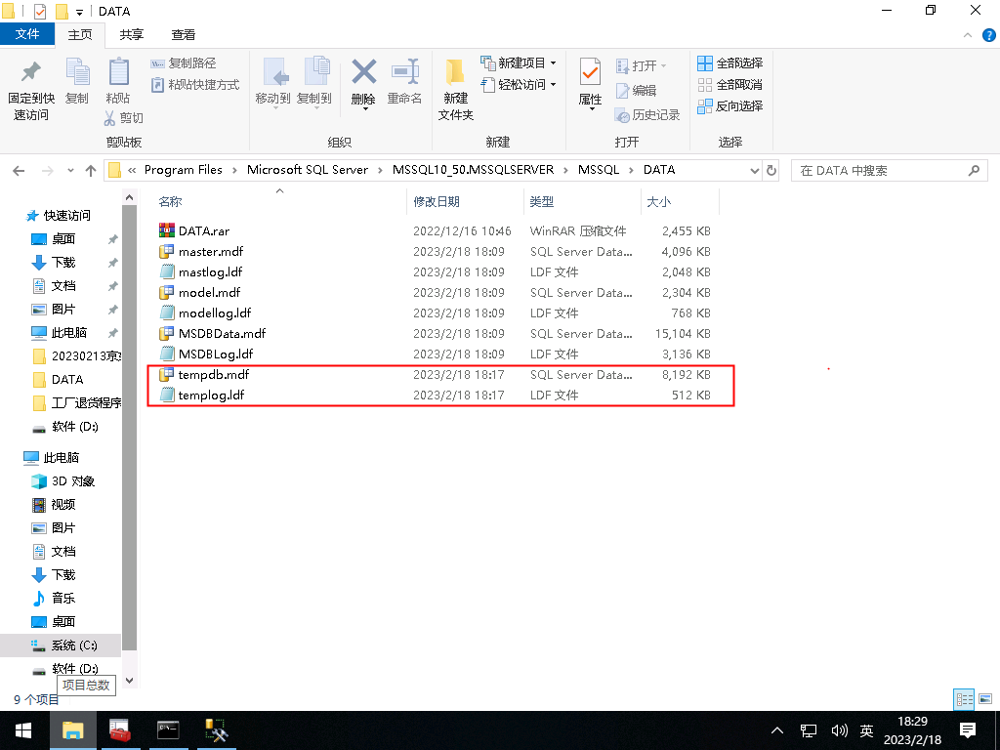 DATA
文件 主页 共享 查看
固定到快速访问 复制 粘贴 复制路径 粘贴快捷方式 剪切
移动到 复制到 删除 重命名
新建文件夹 新建项目 轻松访问
属性 打开 编辑 历史记录
全部选择 全部取消 反向选择
剪贴板 组织 新建 打开 选择
« Program Files › Microsoft SQL Server › MSSQL10_50.MSSQLSERVER › MSSQL › DATA
在 DATA 中搜索
快速访问
桌面
下载
文档
图片
此电脑
20230213京
DATA
工厂退货程序
软件 (D:)
此电脑
3D 对象
视频
图片
文档
下载
音乐
桌面
系统 (C:)
软件 (D:)
名称 修改日期 类型 大小
DATA.rar 2022/12/16 10:46 WinRAR 压缩文件 2,455 KB
master.mdf 2023/2/18 18:09 SQL Server Data... 4,096 KB
mastlog.ldf 2023/2/18 18:09 LDF 文件 2,048 KB
model.mdf 2023/2/18 18:09 SQL Server Data... 2,304 KB
modellog.ldf 2023/2/18 18:09 LDF 文件 768 KB
MSDBData.mdf 2023/2/18 18:09 SQL Server Data... 15,104 KB
MSDBLog.ldf 2023/2/18 18:09 LDF 文件 3,136 KB
tempdb.mdf 2023/2/18 18:17 SQL Server Data... 8,192 KB
templog.ldf 2023/2/18 18:17 LDF 文件 512 KB
项目总数
9 个项目
英
18:29
2023/2/18